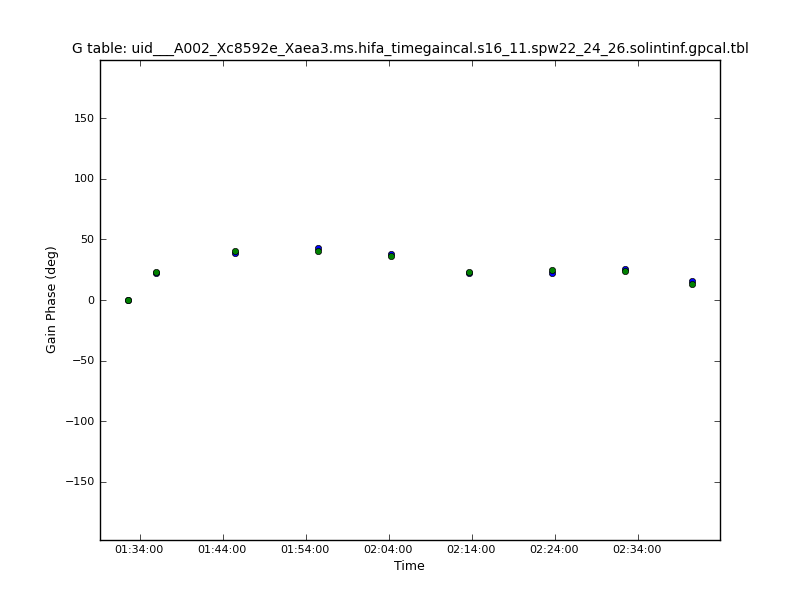 G table: uid___A002_Xc8592e_Xaea3.ms.hifa_timegaincal.s16_11.spw22_24_26.solintinf.gpcal.tbl
150
100
50
0
−50
−100
−150
Gain Phase (deg)
01:34:00 01:44:00 01:54:00 02:04:00 02:14:00 02:24:00 02:34:00
Time